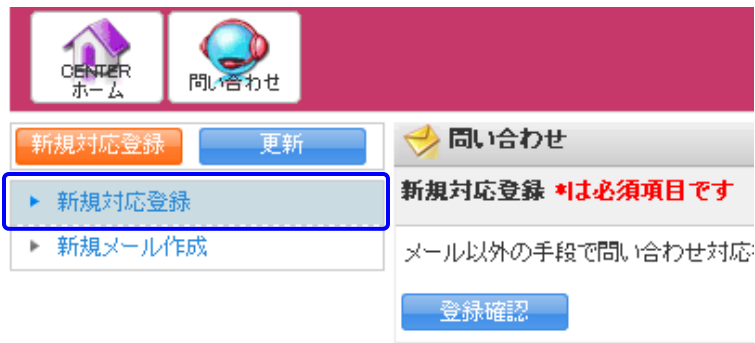 CENTER
ホーム
問い合わせ
新規対応登録
更新
新規対応登録
新規メール作成
問い合わせ
新規対応登録 *は必須項目です
メール以外の手段で問い合わせ対応
登録確認